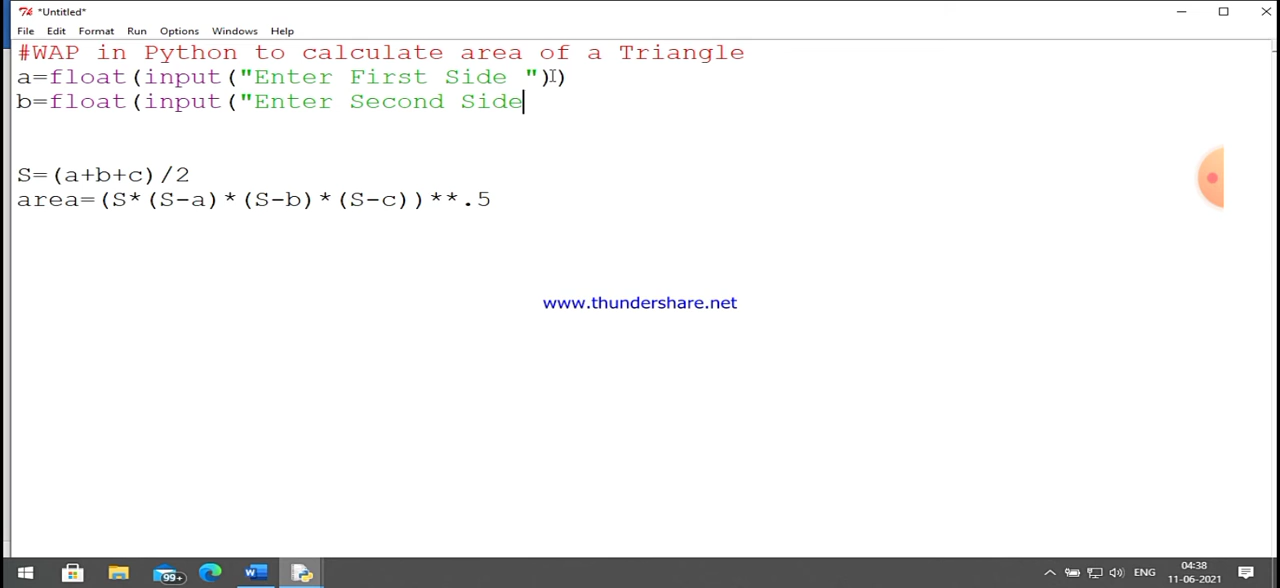 *Untitled*
File Edit Format Run Options Windows Help
#WAP in Python to calculate area of a Triangle
a=float(input("Enter First Side "))
b=float(input("Enter Second Side
S=(a+b+c)/2
area=(S*(S-a)*(S-b)*(S-c))**.5
www.thundershare.net
99+
ENG
04:38
11-06-2021